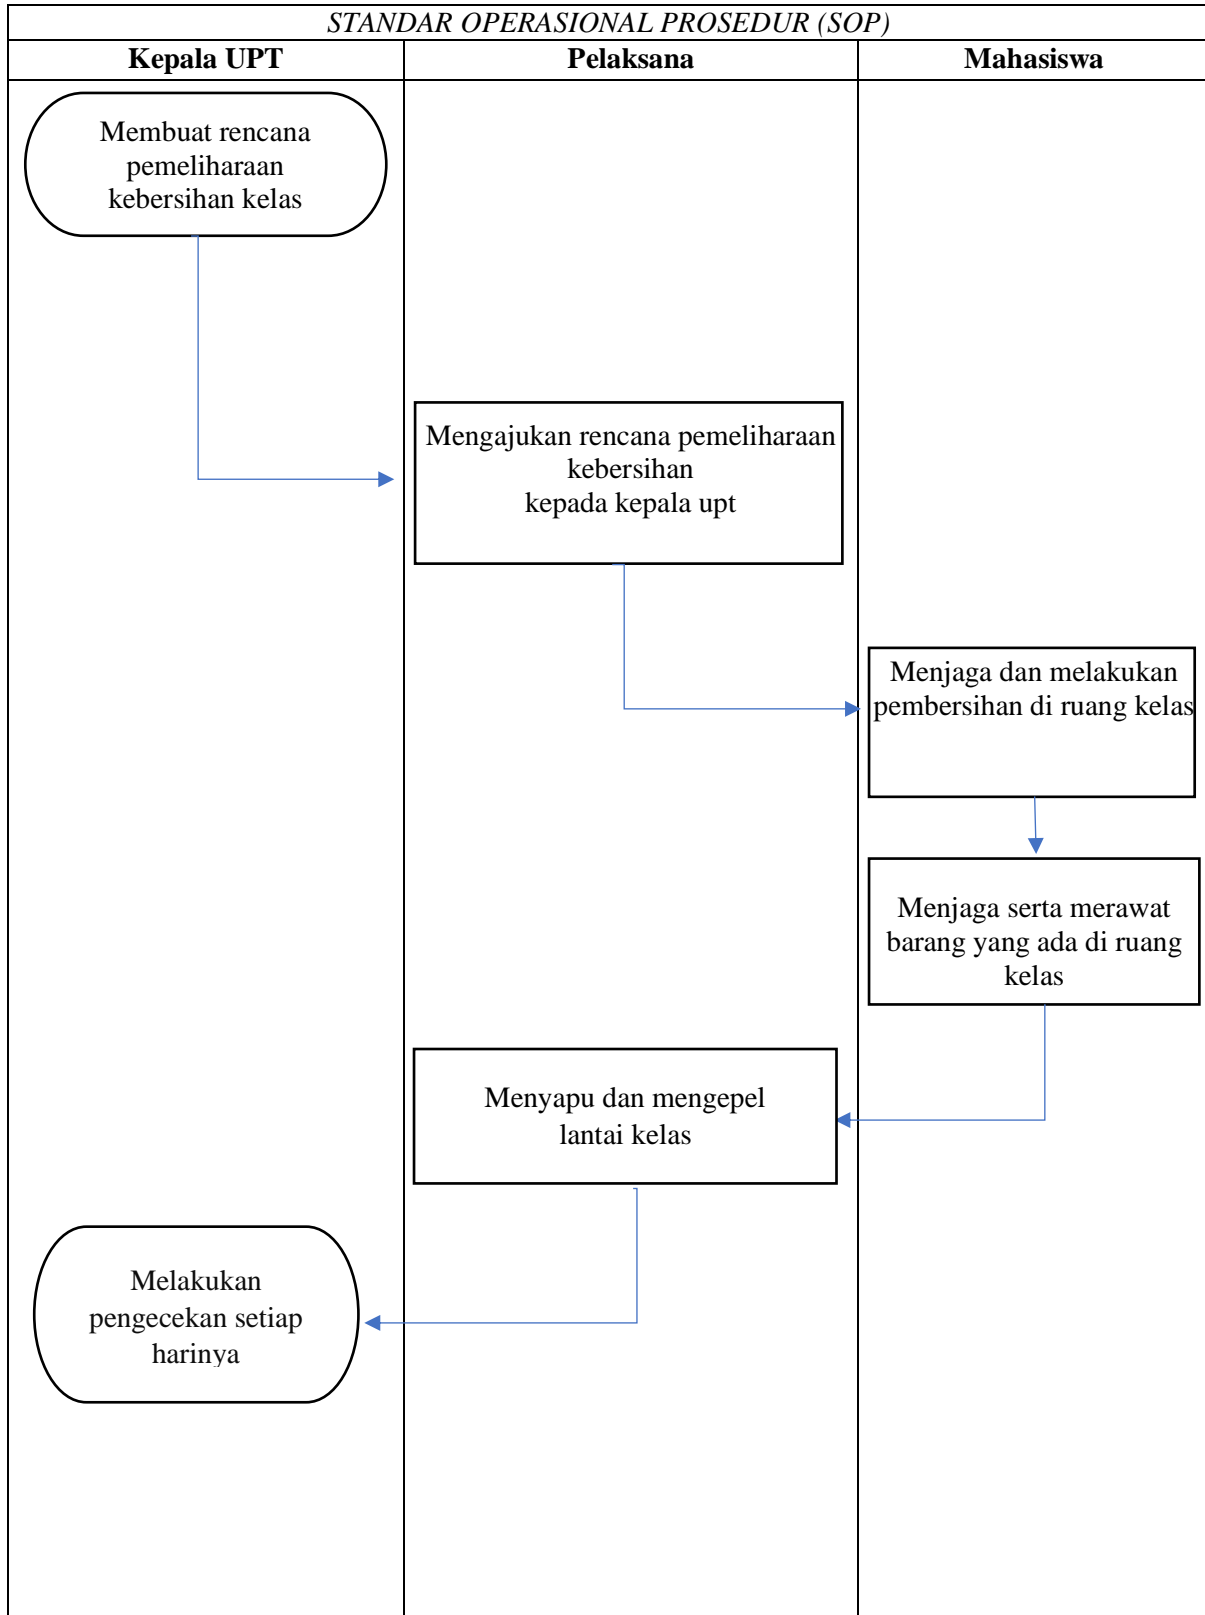 STANDAR OPERASIONAL PROSEDUR (SOP)
Kepala UPT
Pelaksana
Mahasiswa
Membuat rencana
pemeliharaan
kebersihan kelas
Mengajukan rencana pemeliharaan
kebersihan
kepada kepala upt
Menjaga dan melakukan
pembersihan di ruang kelas
Menjaga serta merawat
barang yang ada di ruang
kelas
Menyapu dan mengepel
lantai kelas
Melakukan
pengecekan setiap
harinya